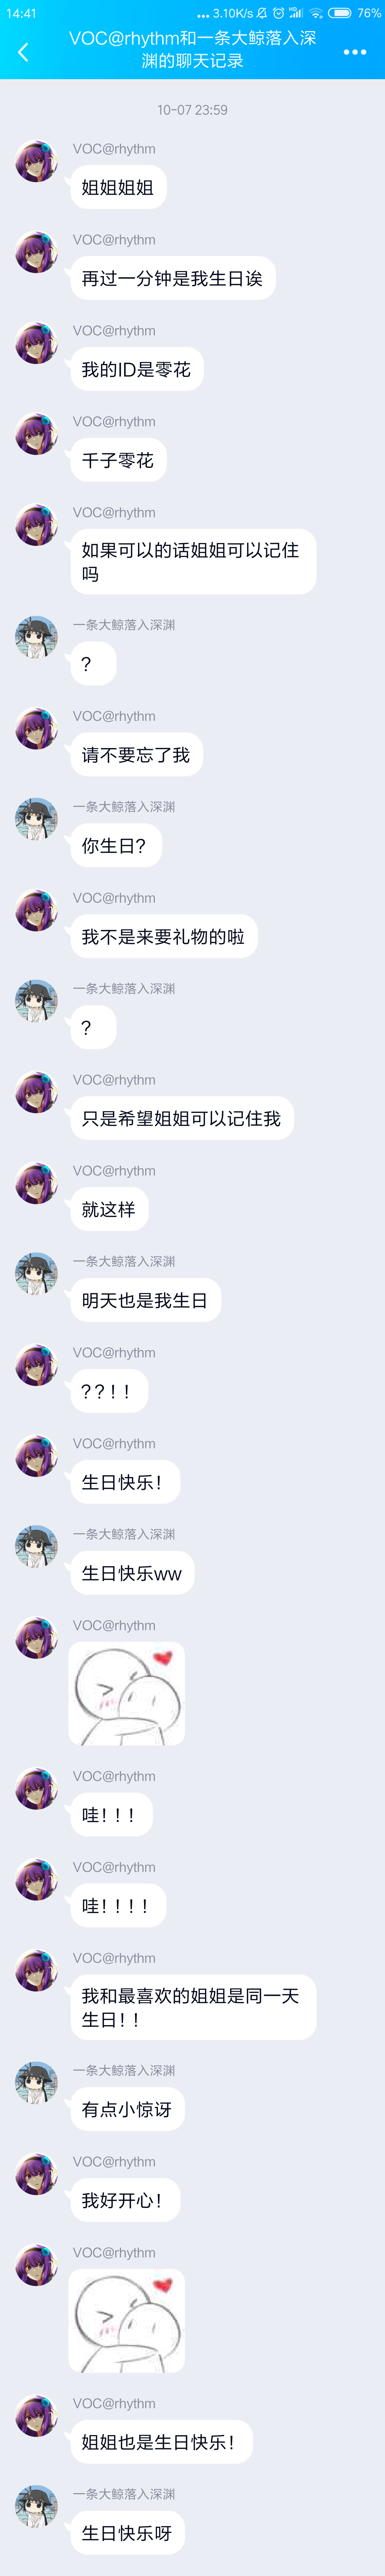 14:41
3.10K/s
76%
VOC@rhythm和一条大鲸落入深
渊的聊天记录
10-07 23:59
VOC@rhythm
姐姐姐姐
VOC@rhythm
再过一分钟是我生日诶
VOC@rhythm
我的ID是零花
VOC@rhythm
千子零花
VOC@rhythm
如果可以的话姐姐可以记住
吗
一条大鲸落入深渊
?
VOC@rhythm
请不要忘了我
一条大鲸落入深渊
你生日?
VOC@rhythm
我不是来要礼物的啦
一条大鲸落入深渊
?
VOC@rhythm
只是希望姐姐可以记住我
VOC@rhythm
就这样
一条大鲸落入深渊
明天也是我生日
VOC@rhythm
??!!
VOC@rhythm
生日快乐!
一条大鲸落入深渊
生日快乐ww
VOC@rhythm
VOC@rhythm
哇!!!
VOC@rhythm
哇!!!!
VOC@rhythm
我和最喜欢的姐姐是同一天
生日!!
一条大鲸落入深渊
有点小惊讶
VOC@rhythm
我好开心!
VOC@rhythm
VOC@rhythm
姐姐也是生日快乐!
一条大鲸落入深渊
生日快乐呀